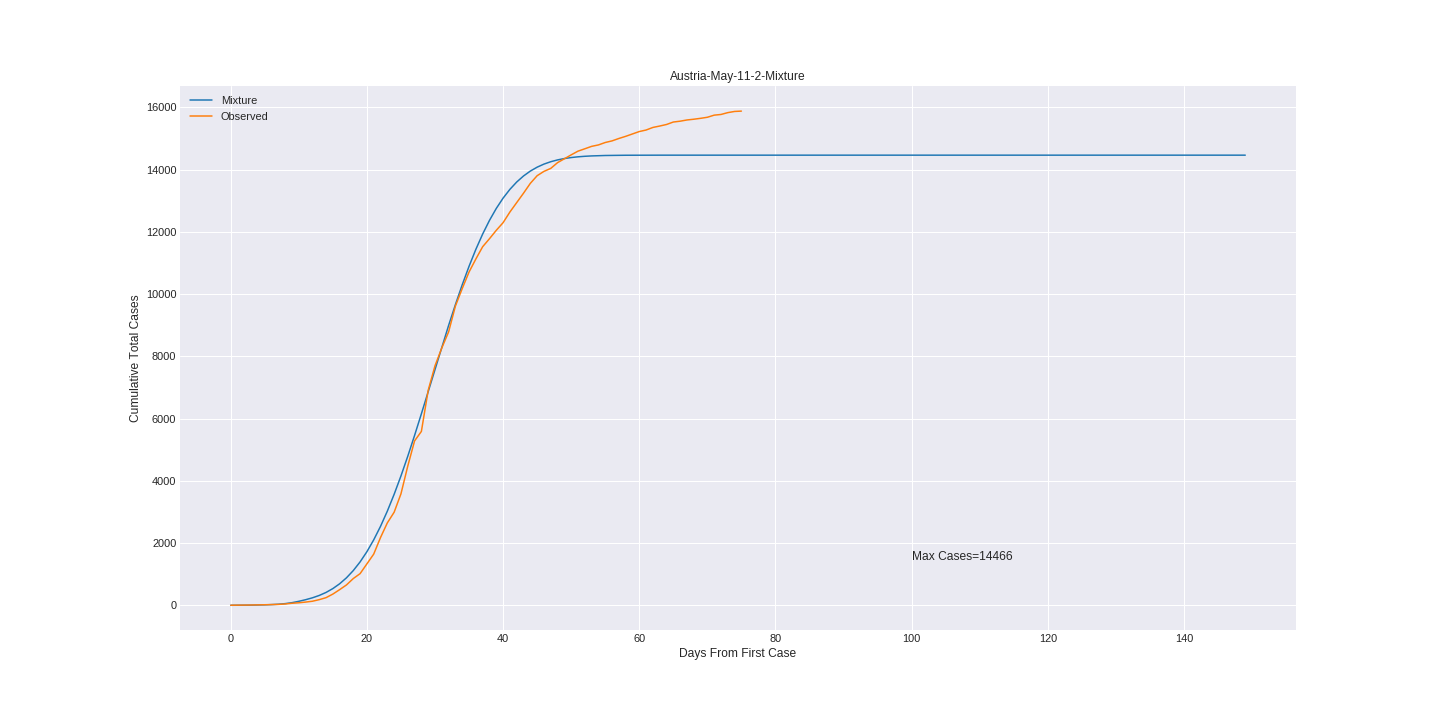 Austria-May-11-2-Mixture
Mixture
Observed
16000
14000
12000
10000
8000
6000
4000
2000
0
Cumulative Total Cases
Max Cases=14466
0 20 40 60 80 100 120 140
Days From First Case